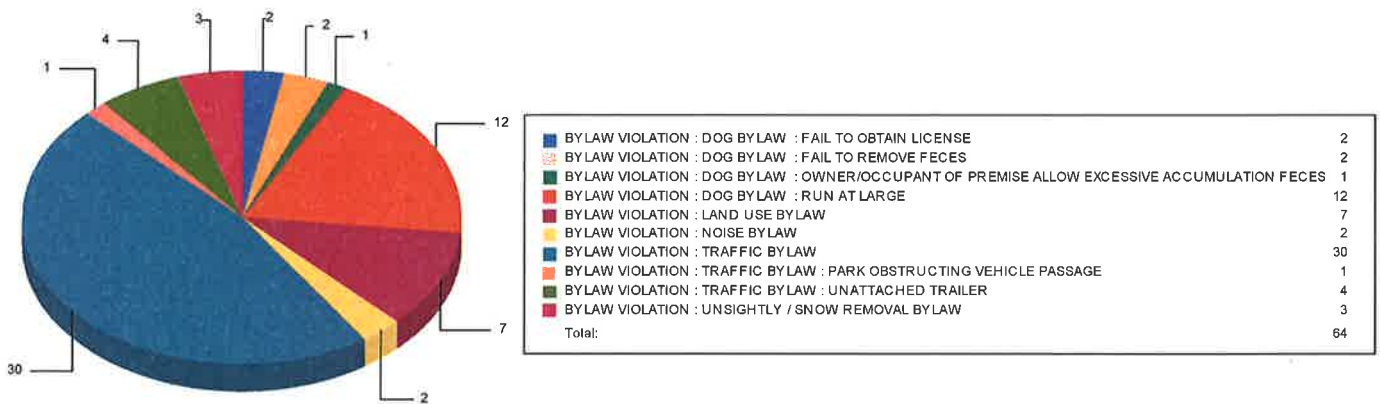 3
2
2
1
4
1
12
7
2
30
BYLAW VIOLATION : DOG BYLAW : FAIL TO OBTAIN LICENSE 2
BYLAW VIOLATION : DOG BYLAW : FAIL TO REMOVE FECES 2
BYLAW VIOLATION : DOG BYLAW : OWNER/OCCUPANT OF PREMISE ALLOW EXCESSIVE ACCUMULATION FECES 1
BYLAW VIOLATION : DOG BYLAW : RUN AT LARGE 12
BYLAW VIOLATION : LAND USE BYLAW 7
BYLAW VIOLATION : NOISE BYLAW 2
BYLAW VIOLATION : TRAFFIC BYLAW 30
BYLAW VIOLATION : TRAFFIC BYLAW : PARK OBSTRUCTING VEHICLE PASSAGE 1
BYLAW VIOLATION : TRAFFIC BYLAW : UNATTACHED TRAILER 4
BYLAW VIOLATION : UNSIGHTLY / SNOW REMOVAL BYLAW 3
Total: 64